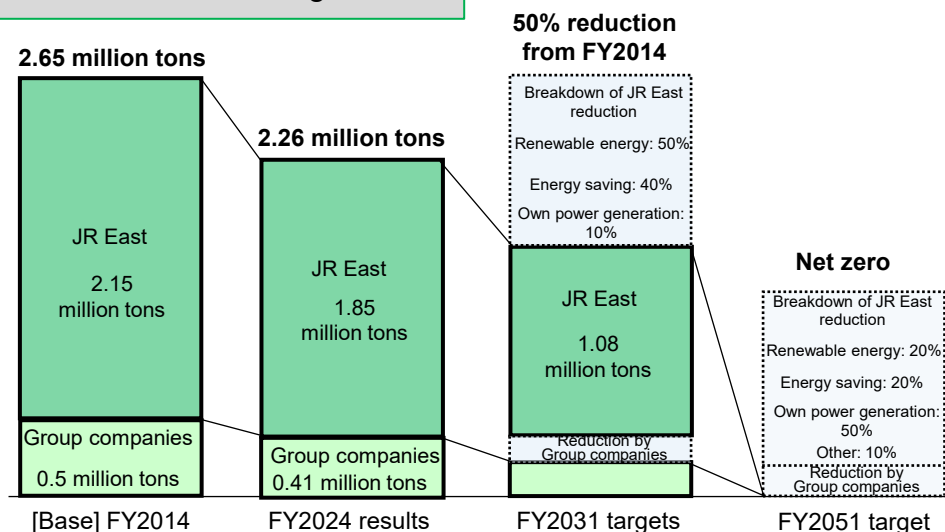 2.65 million tons
JR East
2.15
million tons
Group companies
0.5 million tons
[Base] FY2014
2.26 million tons
JR East
1.85
million tons
Group companies
0.41 million tons
FY2024 results
50% reduction
from FY2014
Breakdown of JR East
reduction
Renewable energy: 50%
Energy saving: 40%
Own power generation:
10%
JR East
1.08
million tons
Reduction by
Group companies
FY2031 targets
Net zero
Breakdown of JR East
reduction
Renewable energy: 20%
Energy saving: 20%
Own power generation:
50%
Other: 10%
Reduction by
Group companies
FY2051 target